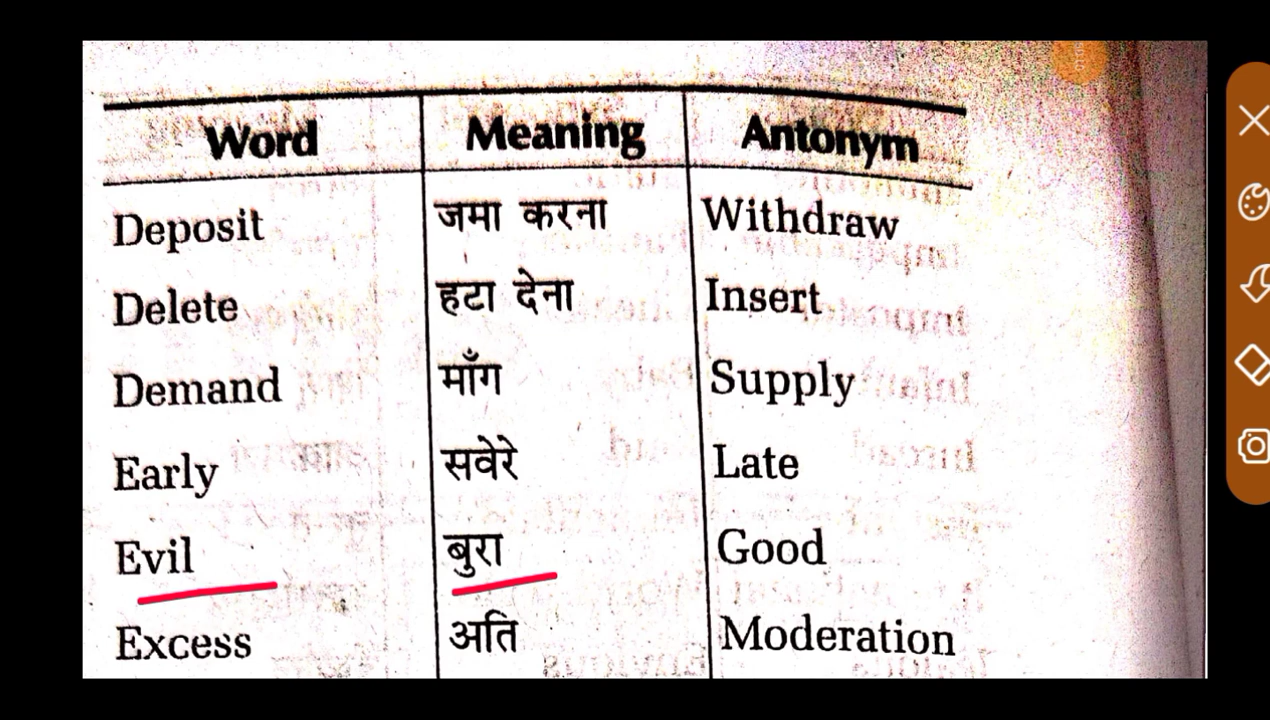 Word Meaning Antonym
Deposit जमा करना Withdraw
Delete हटा देना Insert
Demand माँग Supply
Early सवेरे Late
Evil बुरा Good
Excess अति Moderation